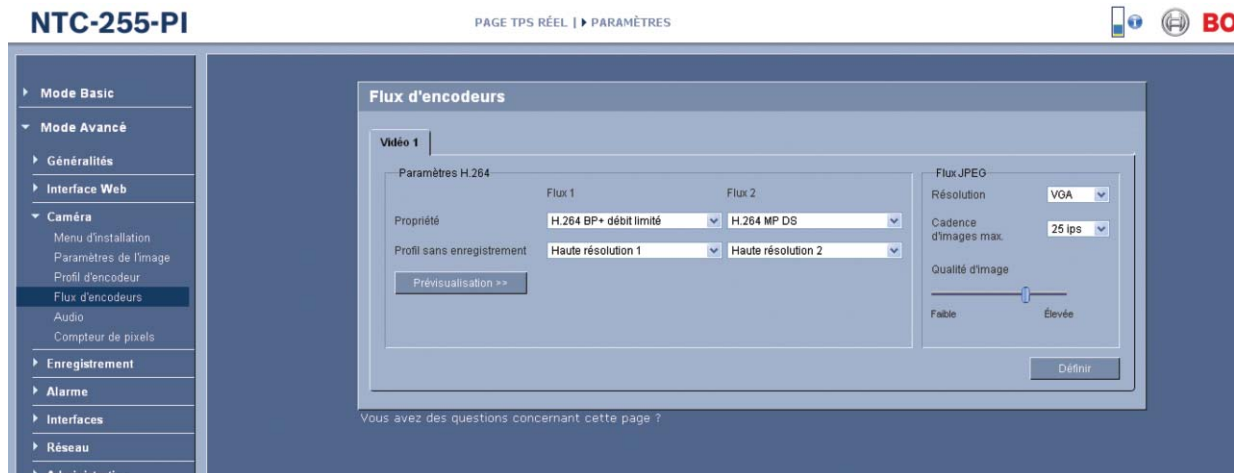 NTC-255-PI
PAGE TPS RÉEL | PARAMÈTRES
Mode Basic
Mode Avancé
Généralités
Interface Web
Caméra
Menu d'installation
Paramètres de l'image
Profil d'encodeur
Flux d'encodeurs
Audio
Compteur de pixels
Enregistrement
Alarme
Interfaces
Réseau
Flux d'encodeurs
Vidéo 1
Paramètres H.264
Flux 1 Flux 2
Propriété H.264 BP+ débit limité H.264 MP DS
Profil sans enregistrement Haute résolution 1 Haute résolution 2
Prévisualisation >>
Flux JPEG
Résolution VGA
Cadence d'images max. 25 ips
Qualité d'image
Faible Élevée
Définir
Vous avez des questions concernant cette page ?